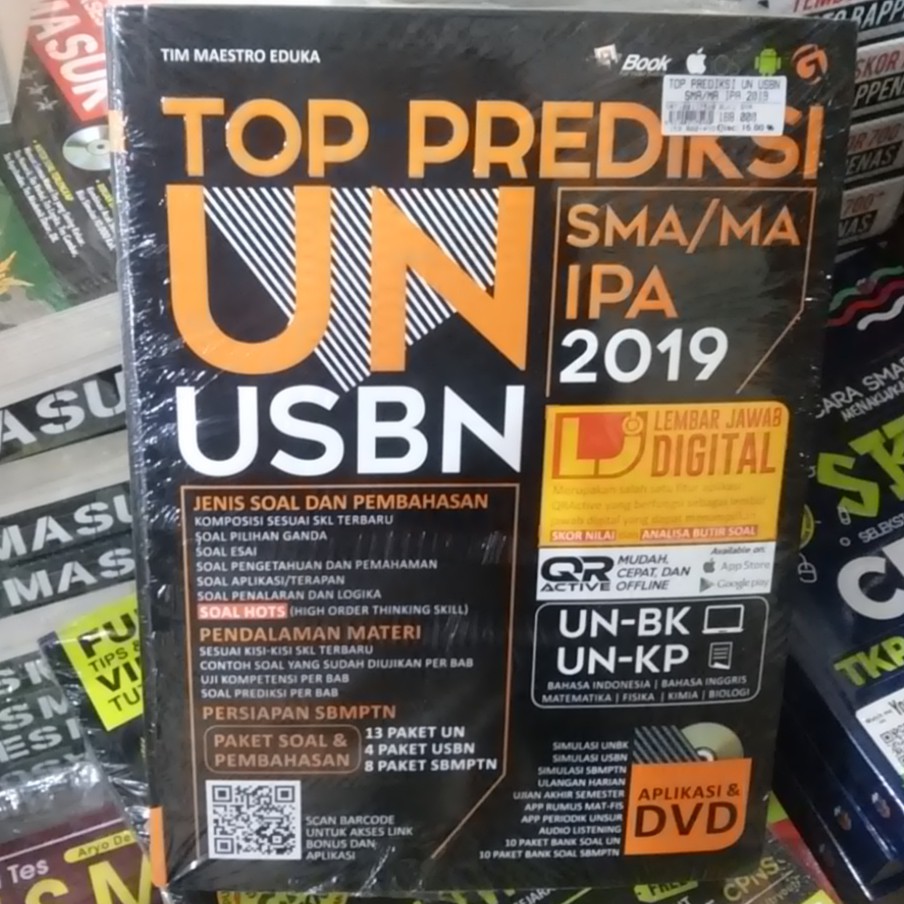 TIM MAESTRO EDUKA
Book
TOP PREDIKSI UN USBN
SMA/MA IPA 2019
TOP PREDIKSI
UN
USBN
SMA/MA
IPA
2019
LEMBAR JAWAB
DIGITAL
SKOR NILAI
ANALISA BUTIR SOAL
QR
ACTIVE
MUDAH,
CEPAT, DAN
OFFLINE
Available on:
App Store
Google play
UN-BK
UN-KP
BAHASA INDONESIA | BAHASA INGGRIS
MATEMATIKA | FISIKA | KIMIA | BIOLOGI
JENIS SOAL DAN PEMBAHASAN
KOMPOSISI SESUAI SKL TERBARU
SOAL PILIHAN GANDA
SOAL ESAI
SOAL PENGETAHUAN DAN PEMAHAMAN
SOAL APLIKASI/TERAPAN
SOAL PENALARAN DAN LOGIKA
SOAL HOTS (HIGH ORDER THINKING SKILL)
PENDALAMAN MATERI
SESUAI KISI-KISI SKL TERBARU
CONTOH SOAL YANG SUDAH DIUJIKAN PER BAB
UJI KOMPETENSI PER BAB
SOAL PREDIKSI PER BAB
PERSIAPAN SBMPTN
PAKET SOAL &
PEMBAHASAN
13 PAKET UN
4 PAKET USBN
8 PAKET SBMPTN
SCAN BARCODE
UNTUK AKSES LINK
BONUS DAN
APLIKASI
SIMULASI UNBK
SIMULASI USBN
SIMULASI SBMPTN
ULANGAN HARIAN
UJIAN AKHIR SEMESTER
APP RUMUS MAT-FIS
APP PERIODIK UNSUR
AUDIO LISTENING
10 PAKET BANK SOAL UN
10 PAKET BANK SOAL SBMPTN
APLIKASI &
DVD
MASUK
TIPS &
Tes
Aryo De
TKP
CPNS